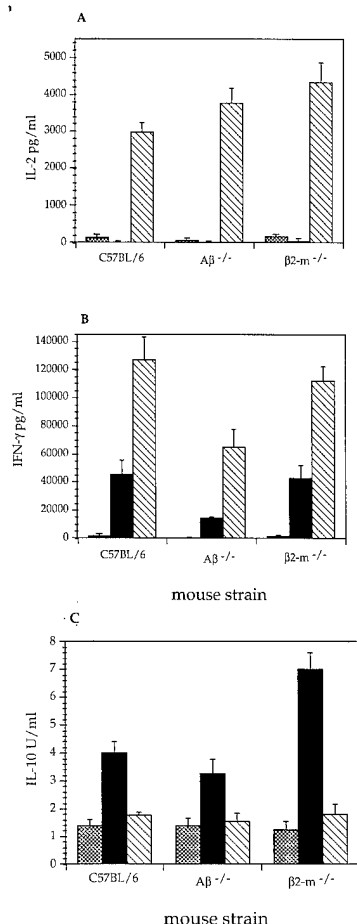 A
5000
4000
3000
2000
1000
0
IL-2 pg/ml
C57BL/6 Aβ -/- β2-m -/-
B
140000
120000
100000
80000
60000
40000
20000
0
IFN-γ pg/ml
C57BL/6 Aβ -/- β2-m -/-
mouse strain
C
8
7
6
5
4
3
2
1
0
IL-10 U/ml
C57BL/6 Aβ -/- β2-m -/-
mouse strain